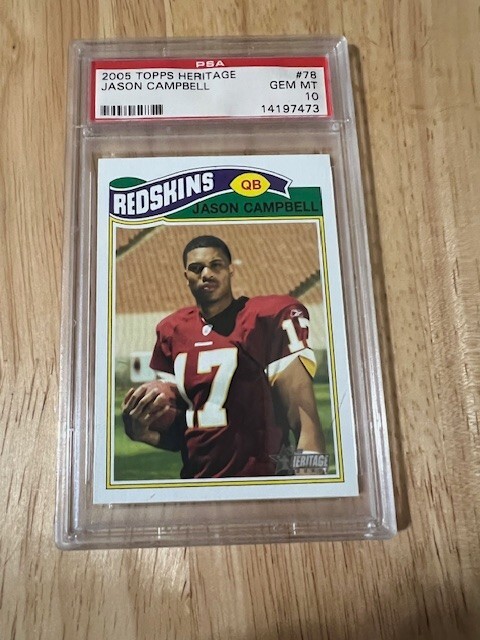 PSA
2005 TOPPS HERITAGE #78
JASON CAMPBELL GEM MT
10
14197473
REDSKINS QB
JASON CAMPBELL
17
17
HERITAGE